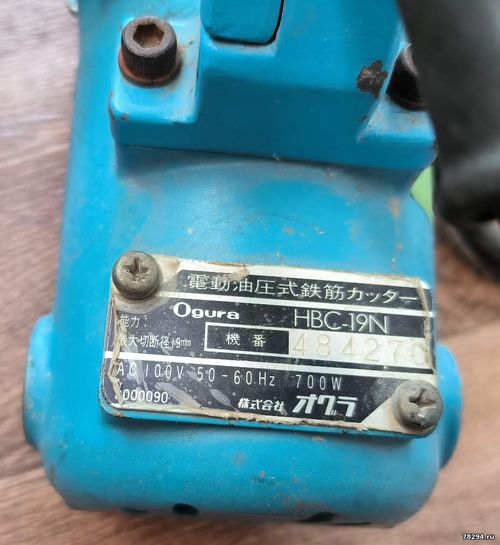 電動油圧式鉄筋カッター
Ogura HBC-19N
能力:
最大切断径19mm 機番 484270
AC100V 50-60Hz 700W
000090 株式会社オグラ
78294.ru